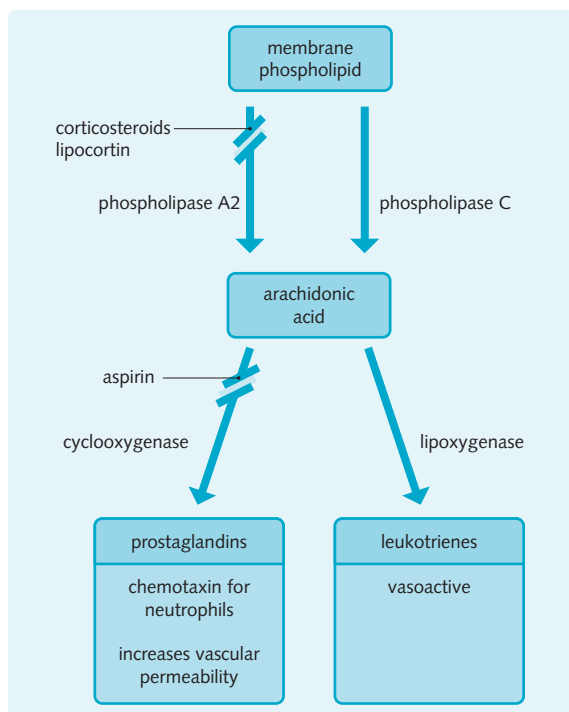 membrane
phospholipid
corticosteroids
lipocortin
phospholipase A2
phospholipase C
arachidonic
acid
aspirin
cyclooxygenase
lipoxygenase
prostaglandins
chemotaxin for
neutrophils
increases vascular
permeability
leukotrienes
vasoactive